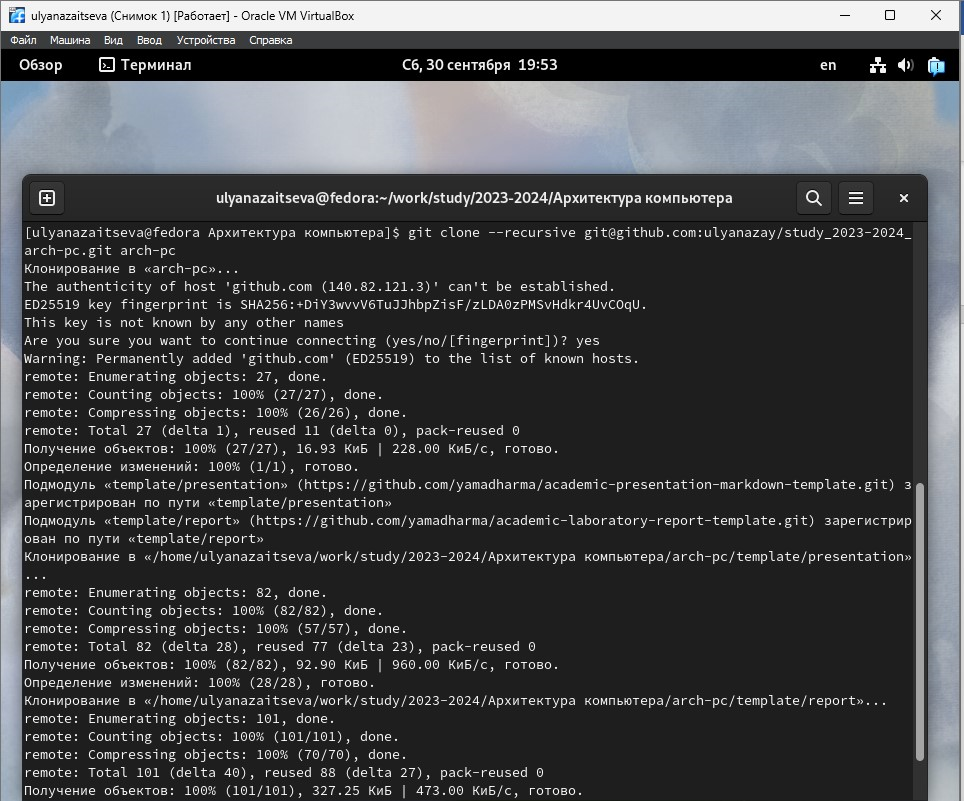 ulyanazaitseva (Снимок 1) [Работает] - Oracle VM VirtualBox
Файл Машина Вид Ввод Устройства Справка
Обзор Терминал Сб, 30 сентября 19:53 en
ulyanazaitseva@fedora:~/work/study/2023-2024/Архитектура компьютера
[ulyanazaitseva@fedora Архитектура компьютера]$ git clone --recursive git@github.com:ulyanazay/study_2023-2024_
arch-pc.git arch-pc
Клонирование в «arch-pc»...
The authenticity of host 'github.com (140.82.121.3)' can't be established.
ED25519 key fingerprint is SHA256:+DiY3wvvV6TuJJhbpZisF/zLDA0zPMSvHdkr4UvCOqU.
This key is not known by any other names
Are you sure you want to continue connecting (yes/no/[fingerprint])? yes
Warning: Permanently added 'github.com' (ED25519) to the list of known hosts.
remote: Enumerating objects: 27, done.
remote: Counting objects: 100% (27/27), done.
remote: Compressing objects: 100% (26/26), done.
remote: Total 27 (delta 1), reused 11 (delta 0), pack-reused 0
Получение объектов: 100% (27/27), 16.93 КиБ | 228.00 КиБ/с, готово.
Определение изменений: 100% (1/1), готово.
Подмодуль «template/presentation» (https://github.com/yamadharma/academic-presentation-markdown-template.git) з
арегистрирован по пути «template/presentation»
Подмодуль «template/report» (https://github.com/yamadharma/academic-laboratory-report-template.git) зарегистрир
ован по пути «template/report»
Клонирование в «/home/ulyanazaitseva/work/study/2023-2024/Архитектура компьютера/arch-pc/template/presentation»
...
remote: Enumerating objects: 82, done.
remote: Counting objects: 100% (82/82), done.
remote: Compressing objects: 100% (57/57), done.
remote: Total 82 (delta 28), reused 77 (delta 23), pack-reused 0
Получение объектов: 100% (82/82), 92.90 КиБ | 960.00 КиБ/с, готово.
Определение изменений: 100% (28/28), готово.
Клонирование в «/home/ulyanazaitseva/work/study/2023-2024/Архитектура компьютера/arch-pc/template/report»...
remote: Enumerating objects: 101, done.
remote: Counting objects: 100% (101/101), done.
remote: Compressing objects: 100% (70/70), done.
remote: Total 101 (delta 40), reused 88 (delta 27), pack-reused 0
Получение объектов: 100% (101/101), 327.25 КиБ | 473.00 КиБ/с, готово.